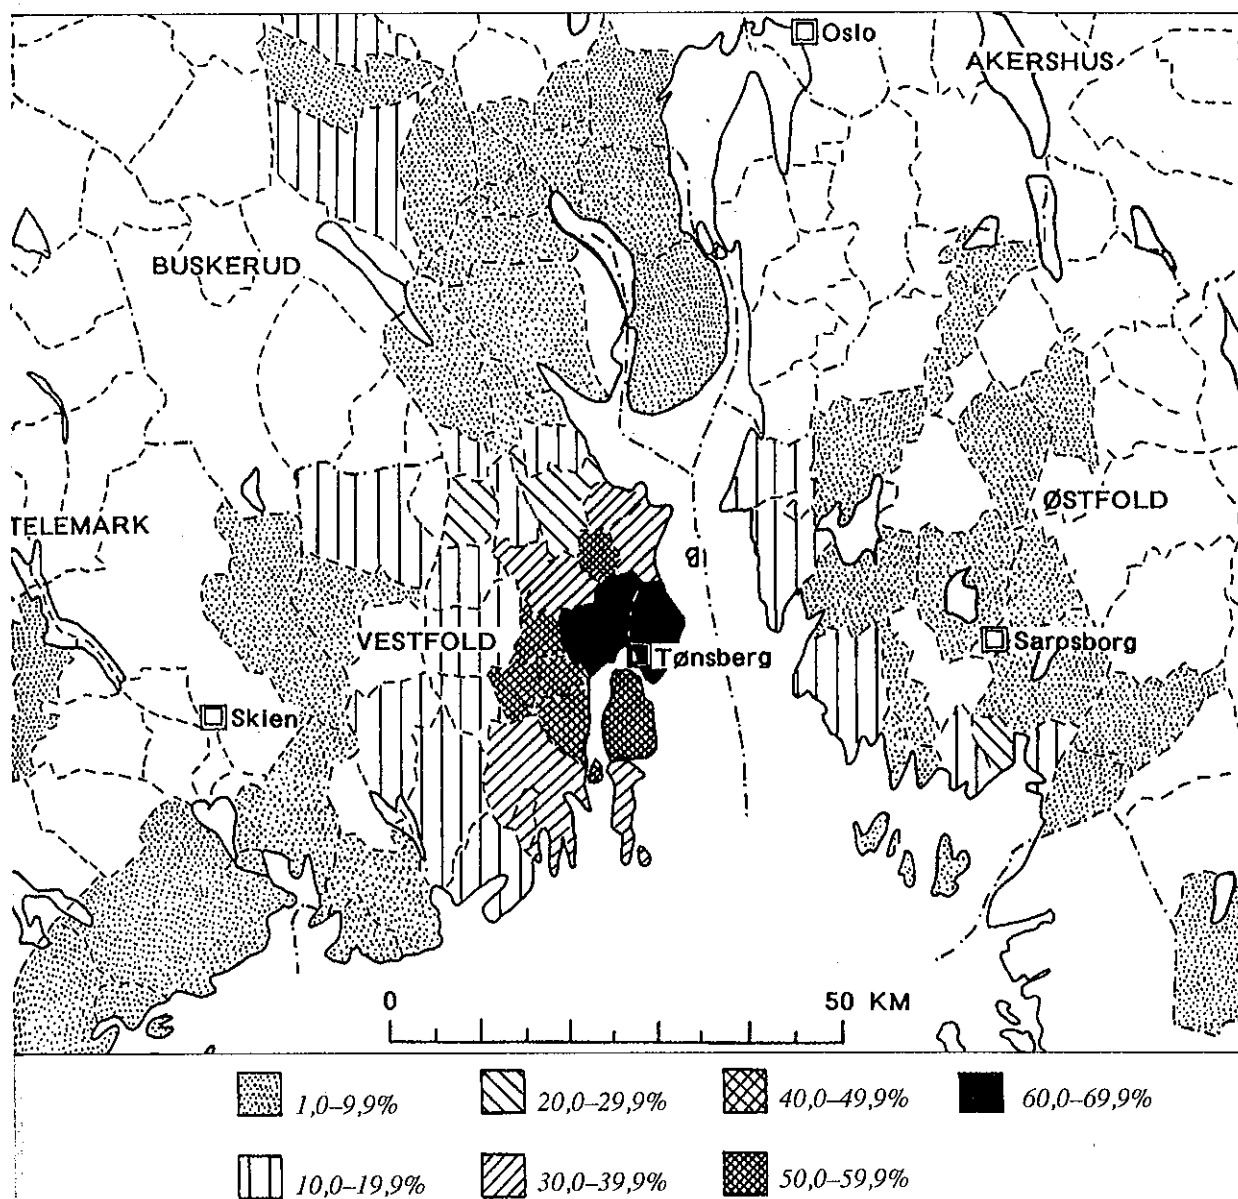 Oslo
AKERSHUS
BUSKERUD
TELEMARK
ØSTFOLD
VESTFOLD
Sarpsborg
Tønsberg
Skien
0 50 KM
1,0–9,9% 20,0–29,9% 40,0–49,9% 60,0–69,9%
10,0–19,9% 30,0–39,9% 50,0–59,9%